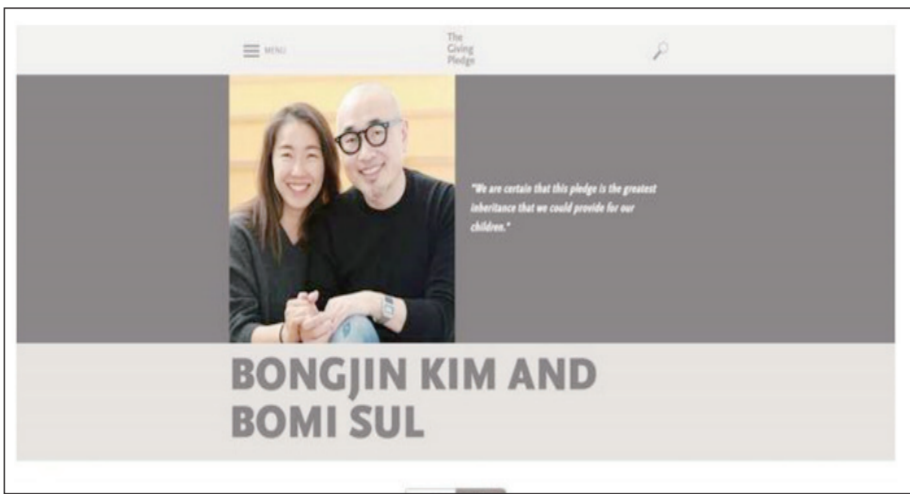 MENU
The
Giving
Pledge
"We are certain that this pledge is the greatest
inheritance that we could provide for our
children."
BONGJIN KIM AND
BOMI SUL